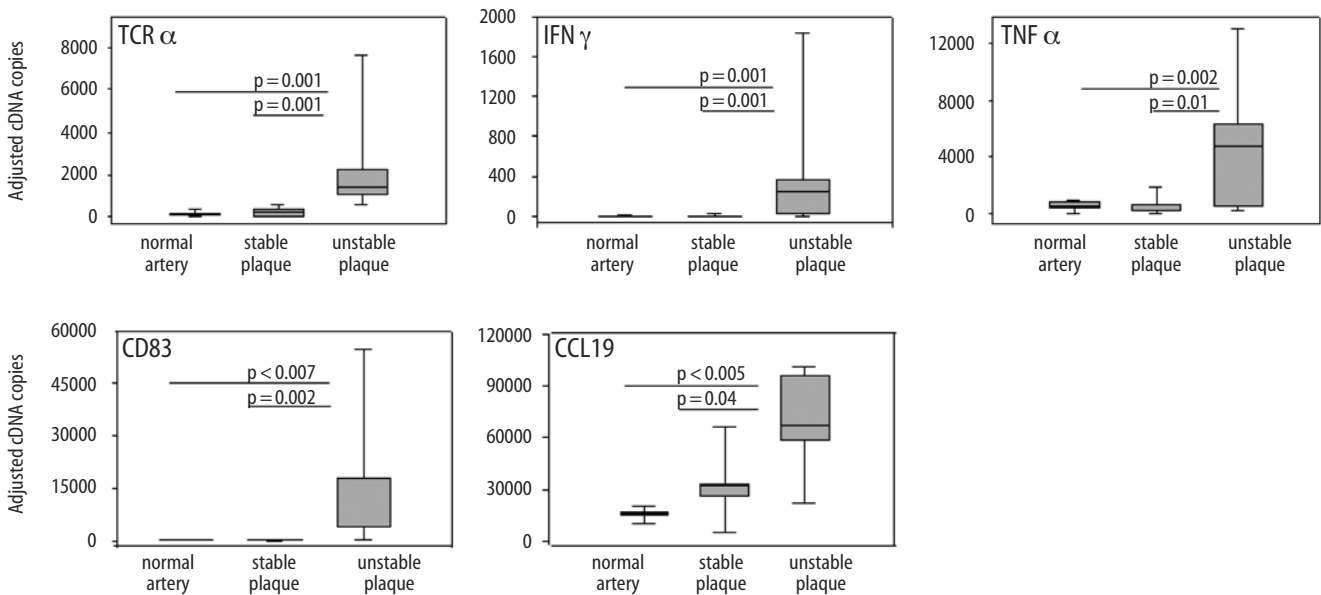 Adjusted cDNA copies
TCR α
8000
6000
4000
2000
0
p = 0.001
p = 0.001
normal artery
stable plaque
unstable plaque
IFN γ
2000
1600
1200
800
400
0
p = 0.001
p = 0.001
normal artery
stable plaque
unstable plaque
TNF α
12000
8000
4000
0
p = 0.002
p = 0.01
normal artery
stable plaque
unstable plaque
Adjusted cDNA copies
CD83
60000
45000
30000
15000
0
p < 0.007
p = 0.002
normal artery
stable plaque
unstable plaque
CCL19
120000
90000
60000
30000
0
p < 0.005
p = 0.04
normal artery
stable plaque
unstable plaque